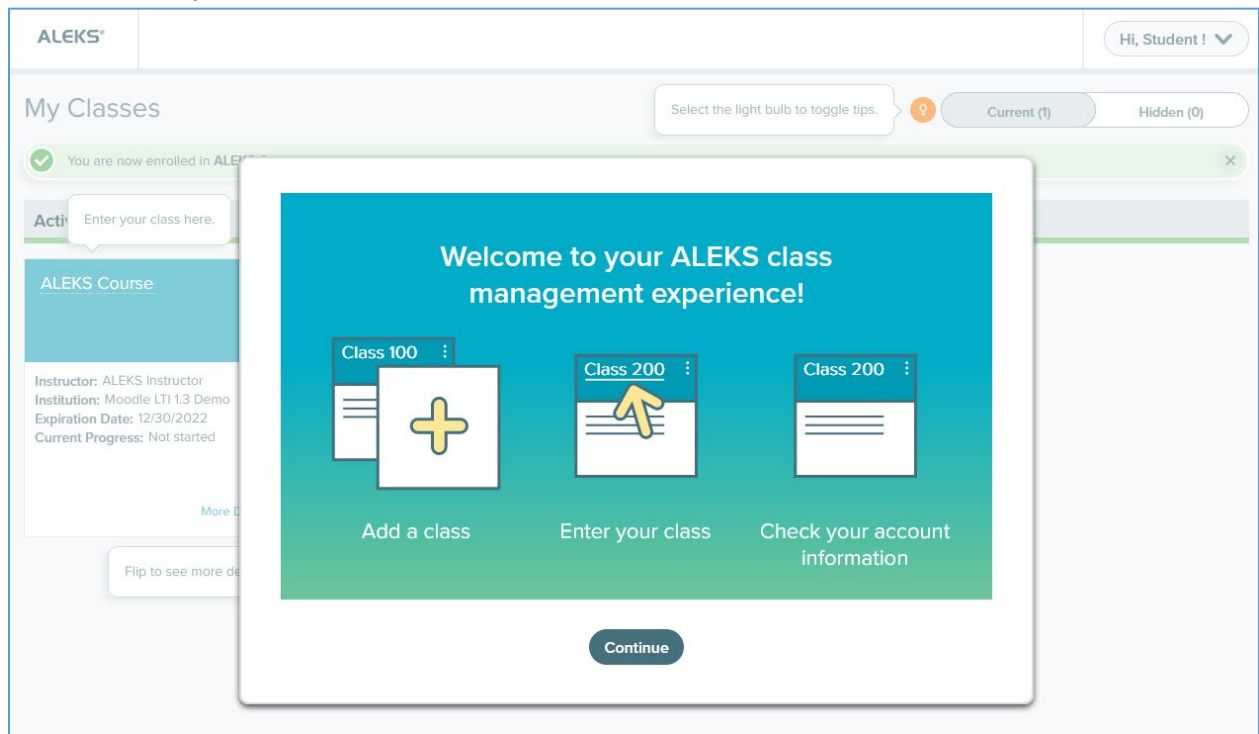 ALEKS®
Hi, Student !
My Classes
Select the light bulb to toggle tips.
Current (1)
Hidden (0)
You are now enrolled in ALEKS
Enter your class here.
ALEKS Course
Instructor: ALEKS Instructor
Institution: Moodle LTI 1.3 Demo
Expiration Date: 12/30/2022
Current Progress: Not started
More
Flip to see more
Welcome to your ALEKS class
management experience!
Class 100
Class 200
Class 200
Add a class
Enter your class
Check your account
information
Continue